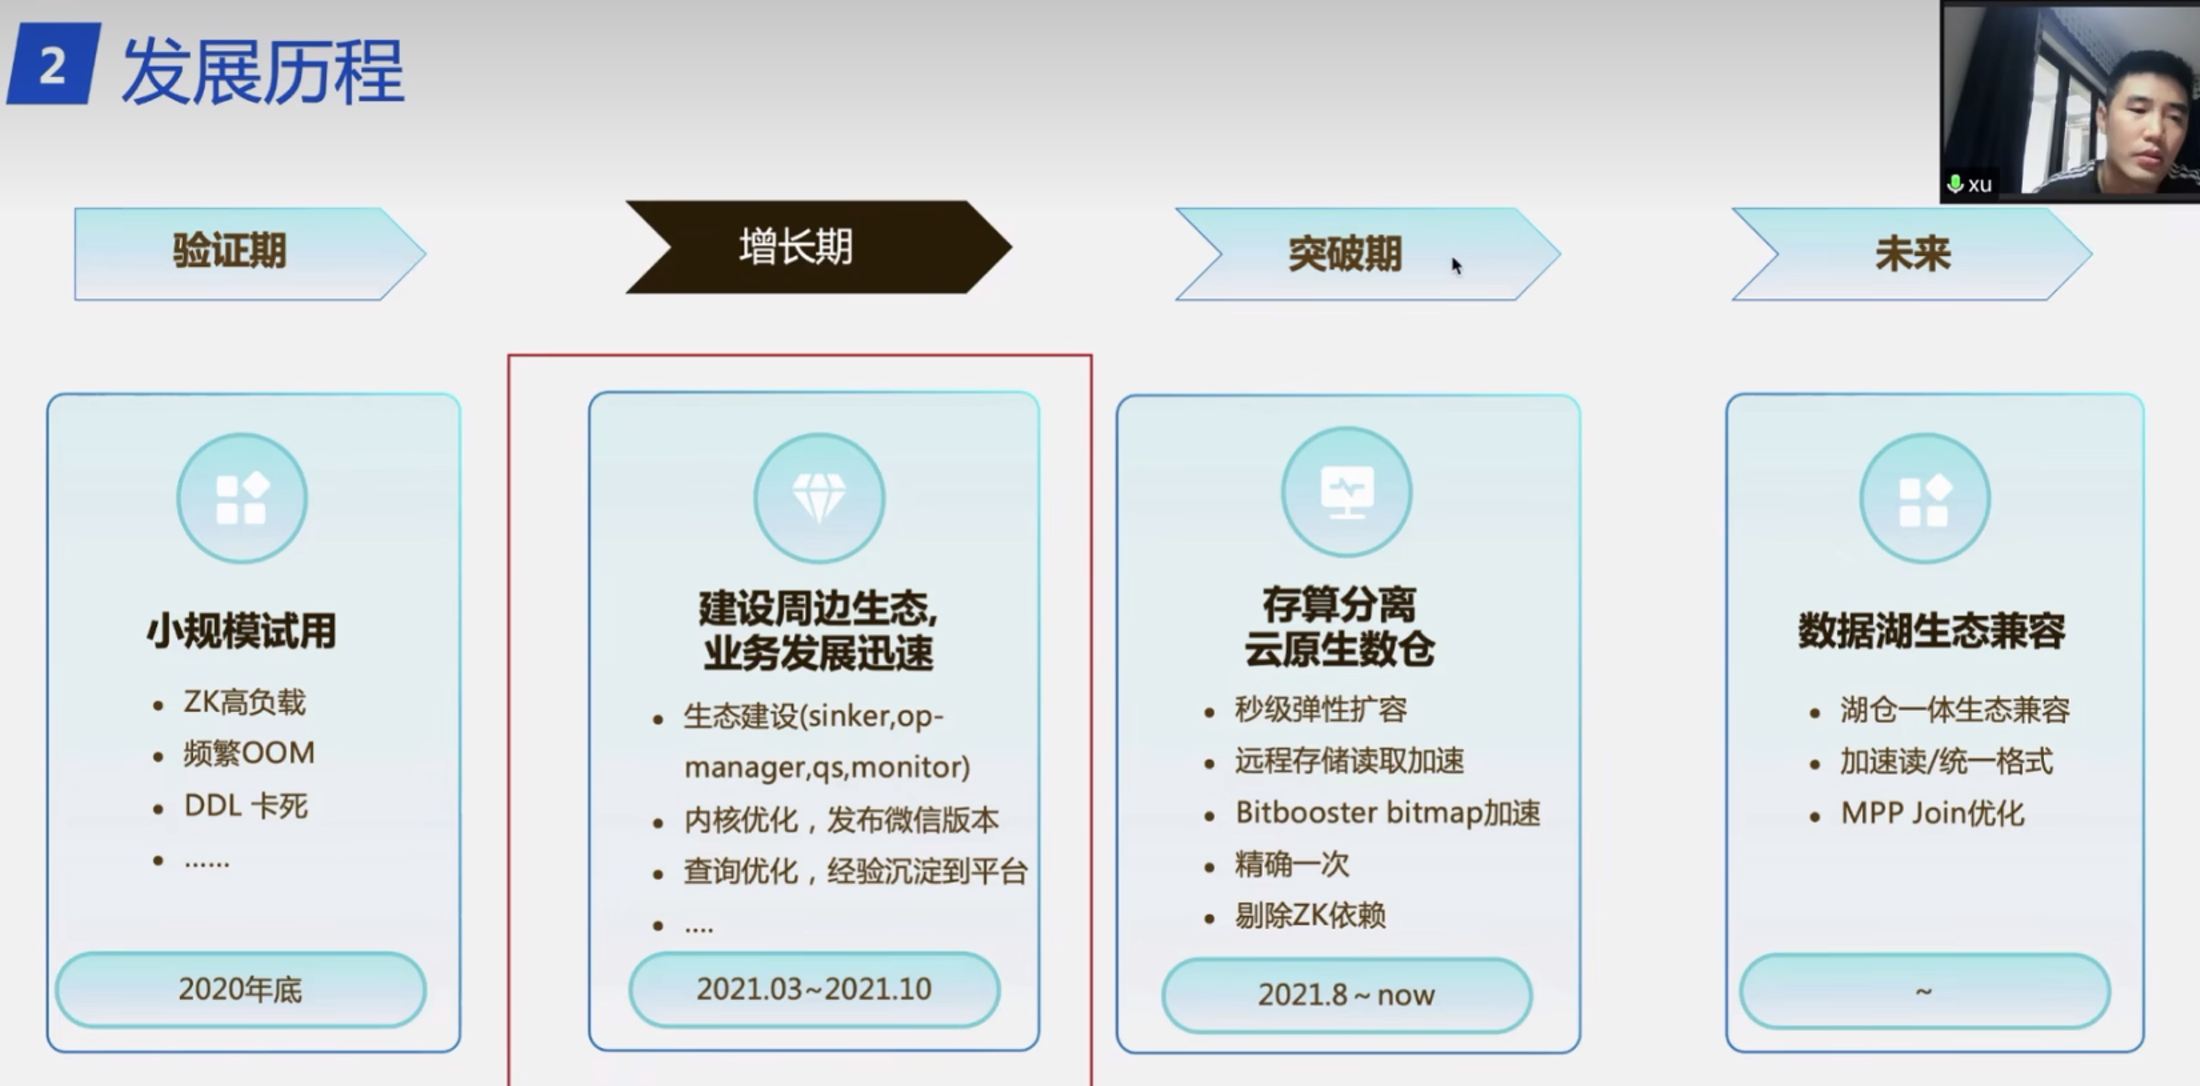 2 发展历程
xu
验证期
增长期
突破期
未来
小规模试用
ZK高负载
频繁OOM
DDL 卡死
......
2020年底
建设周边生态,
业务发展迅速
生态建设(sinker,op-
manager,qs,monitor)
内核优化，发布微信版本
查询优化，经验沉淀到平台
....
2021.03~2021.10
存算分离
云原生数仓
秒级弹性扩容
远程存储读取加速
Bitbooster bitmap加速
精确一次
剔除ZK依赖
2021.8 ~ now
数据湖生态兼容
湖仓一体生态兼容
加速读/统一格式
MPP Join优化
~